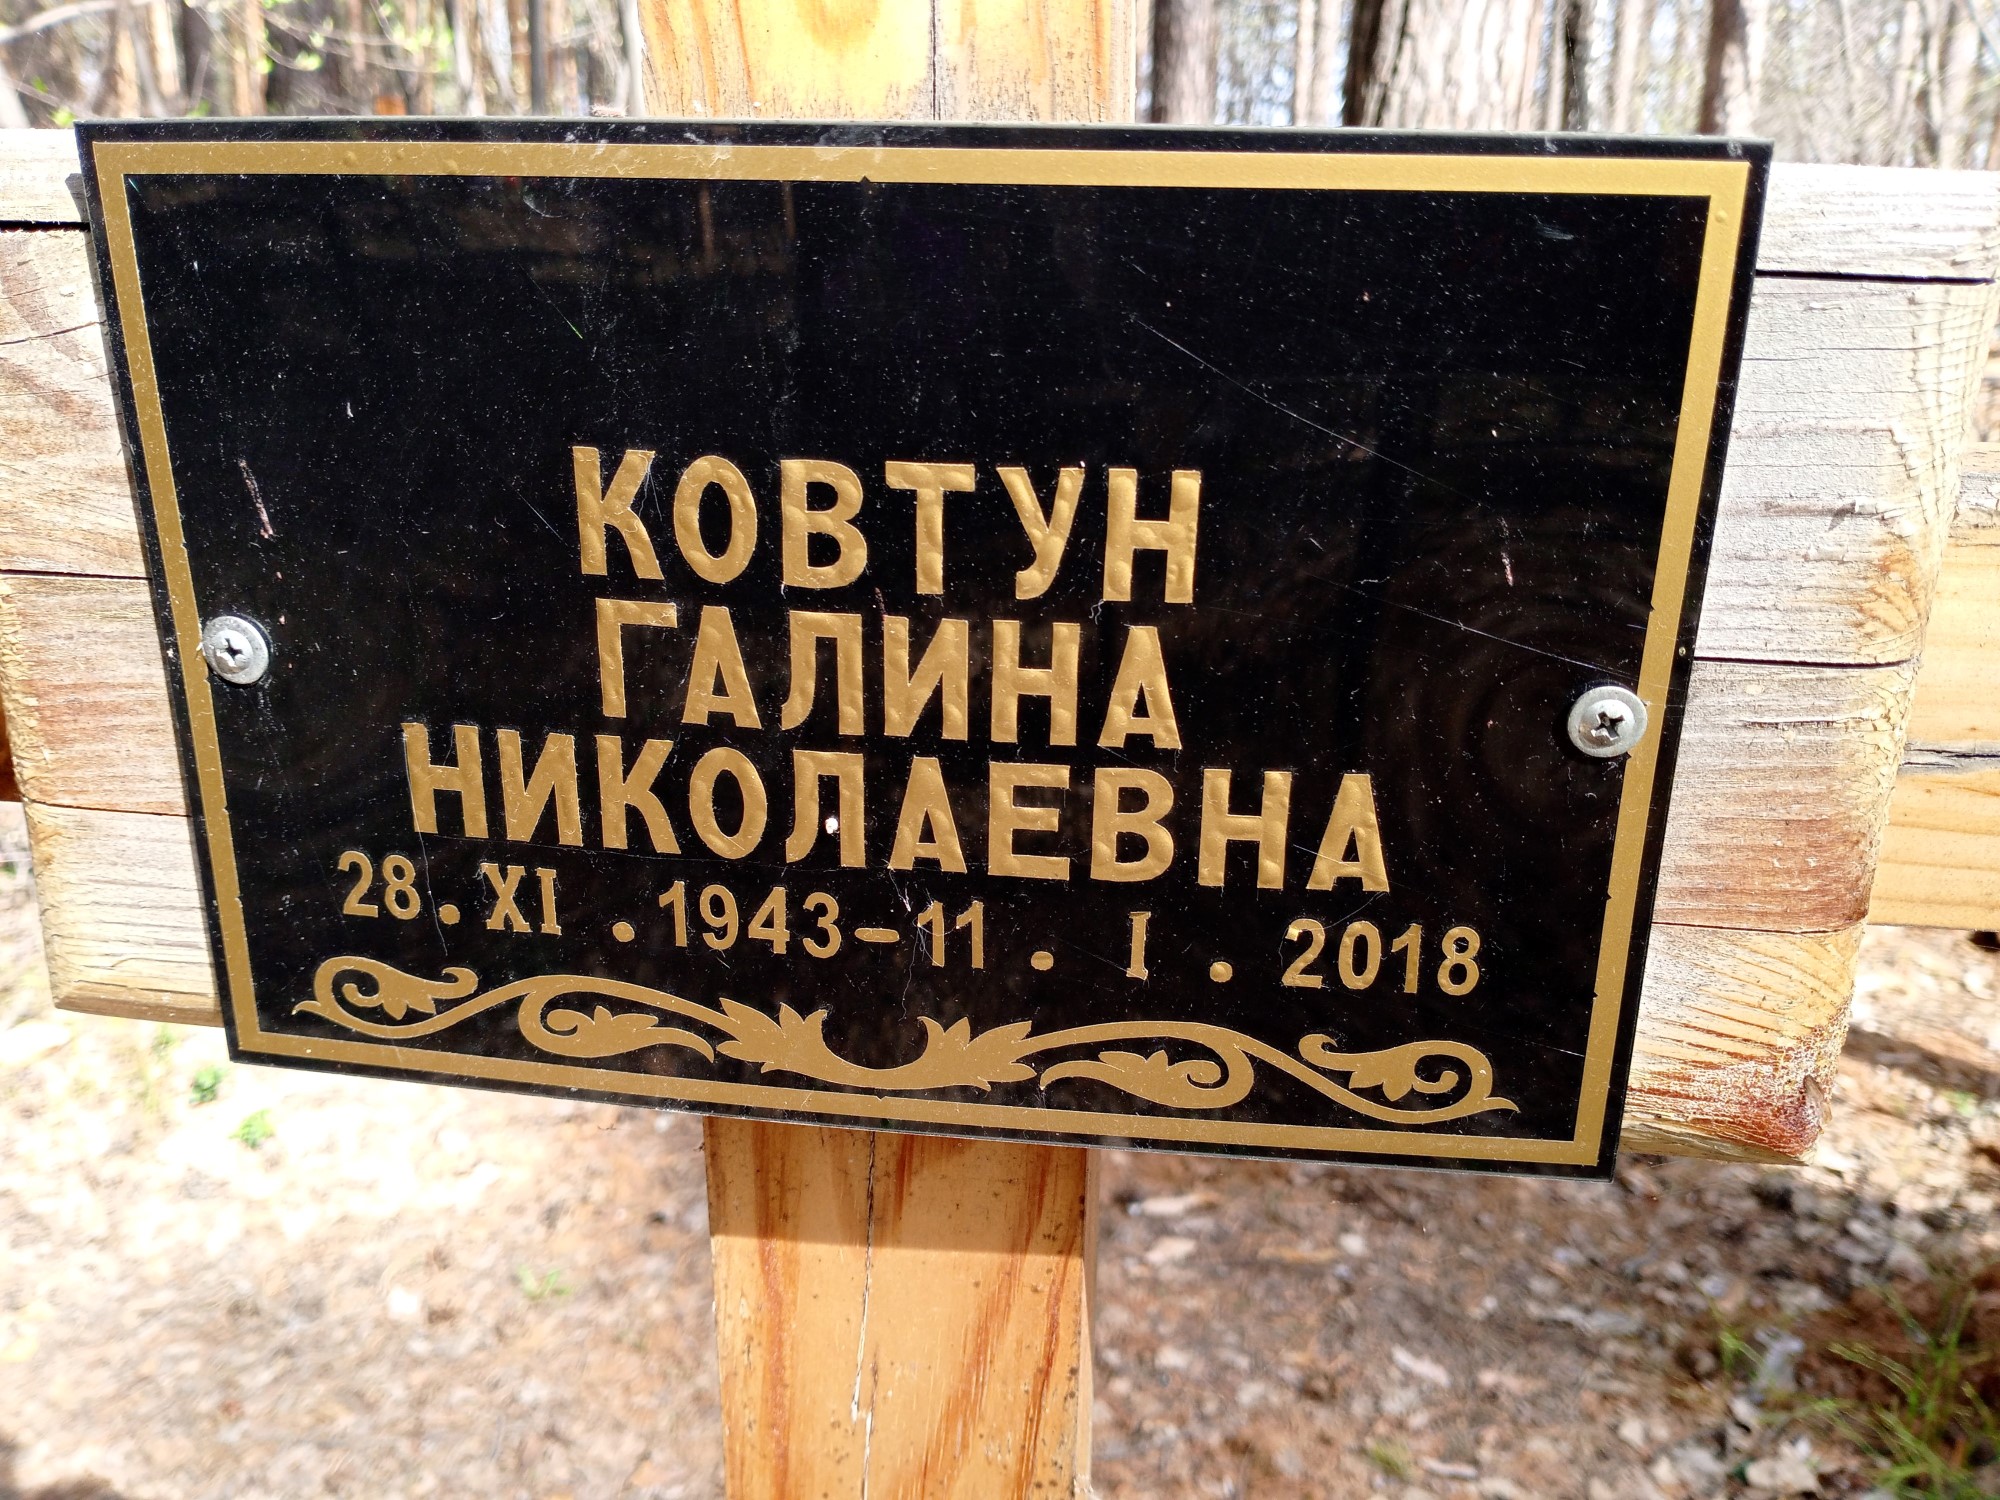 КОВТУН
ГАЛИНА
НИКОЛАЕВНА
28.XI.1943-11.I.2018